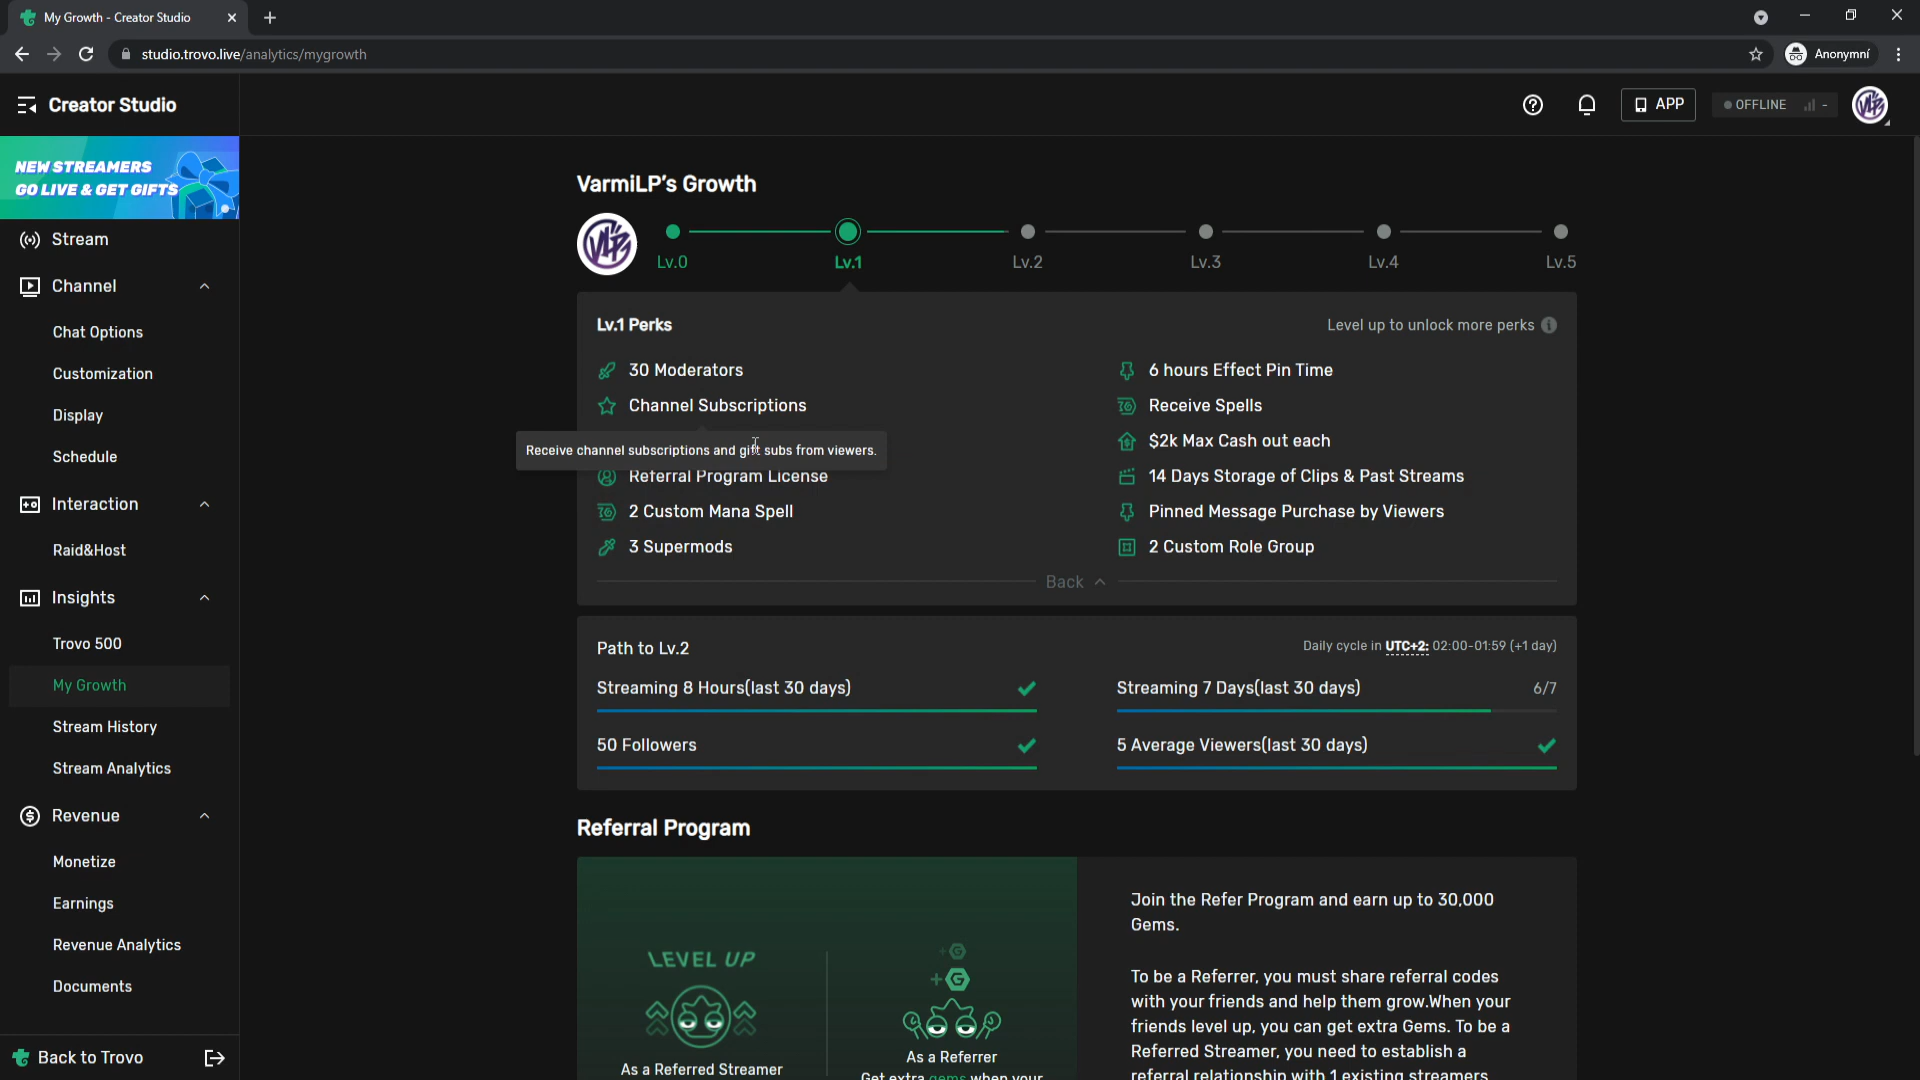 My Growth - Creator Studio
studio.trovo.live/analytics/mygrowth
Anonymní
Creator Studio
APP
OFFLINE
-
NEW STREAMERS
GO LIVE & GET GIFTS
Stream
Channel
Chat Options
Customization
Display
Schedule
Interaction
Raid&Host
Insights
Trovo 500
My Growth
Stream History
Stream Analytics
Revenue
Monetize
Earnings
Revenue Analytics
Documents
Back to Trovo
VarmiLP's Growth
Lv.0
Lv.1
Lv.2
Lv.3
Lv.4
Lv.5
Lv.1 Perks
Level up to unlock more perks
30 Moderators
6 hours Effect Pin Time
Channel Subscriptions
Receive Spells
Receive channel subscriptions and gift subs from viewers.
$2k Max Cash out each
Referral Program License
14 Days Storage of Clips & Past Streams
2 Custom Mana Spell
Pinned Message Purchase by Viewers
3 Supermods
2 Custom Role Group
Back
Path to Lv.2
Daily cycle in UTC+2: 02:00-01:59 (+1 day)
Streaming 8 Hours(last 30 days)
Streaming 7 Days(last 30 days)
6/7
50 Followers
5 Average Viewers(last 30 days)
Referral Program
LEVEL UP
As a Referred Streamer
As a Referrer
Get extra gems when your
Join the Refer Program and earn up to 30,000
Gems.
To be a Referrer, you must share referral codes
with your friends and help them grow.When your
friends level up, you can get extra Gems. To be a
Referred Streamer, you need to establish a
referral relationship with 1 existing streamers